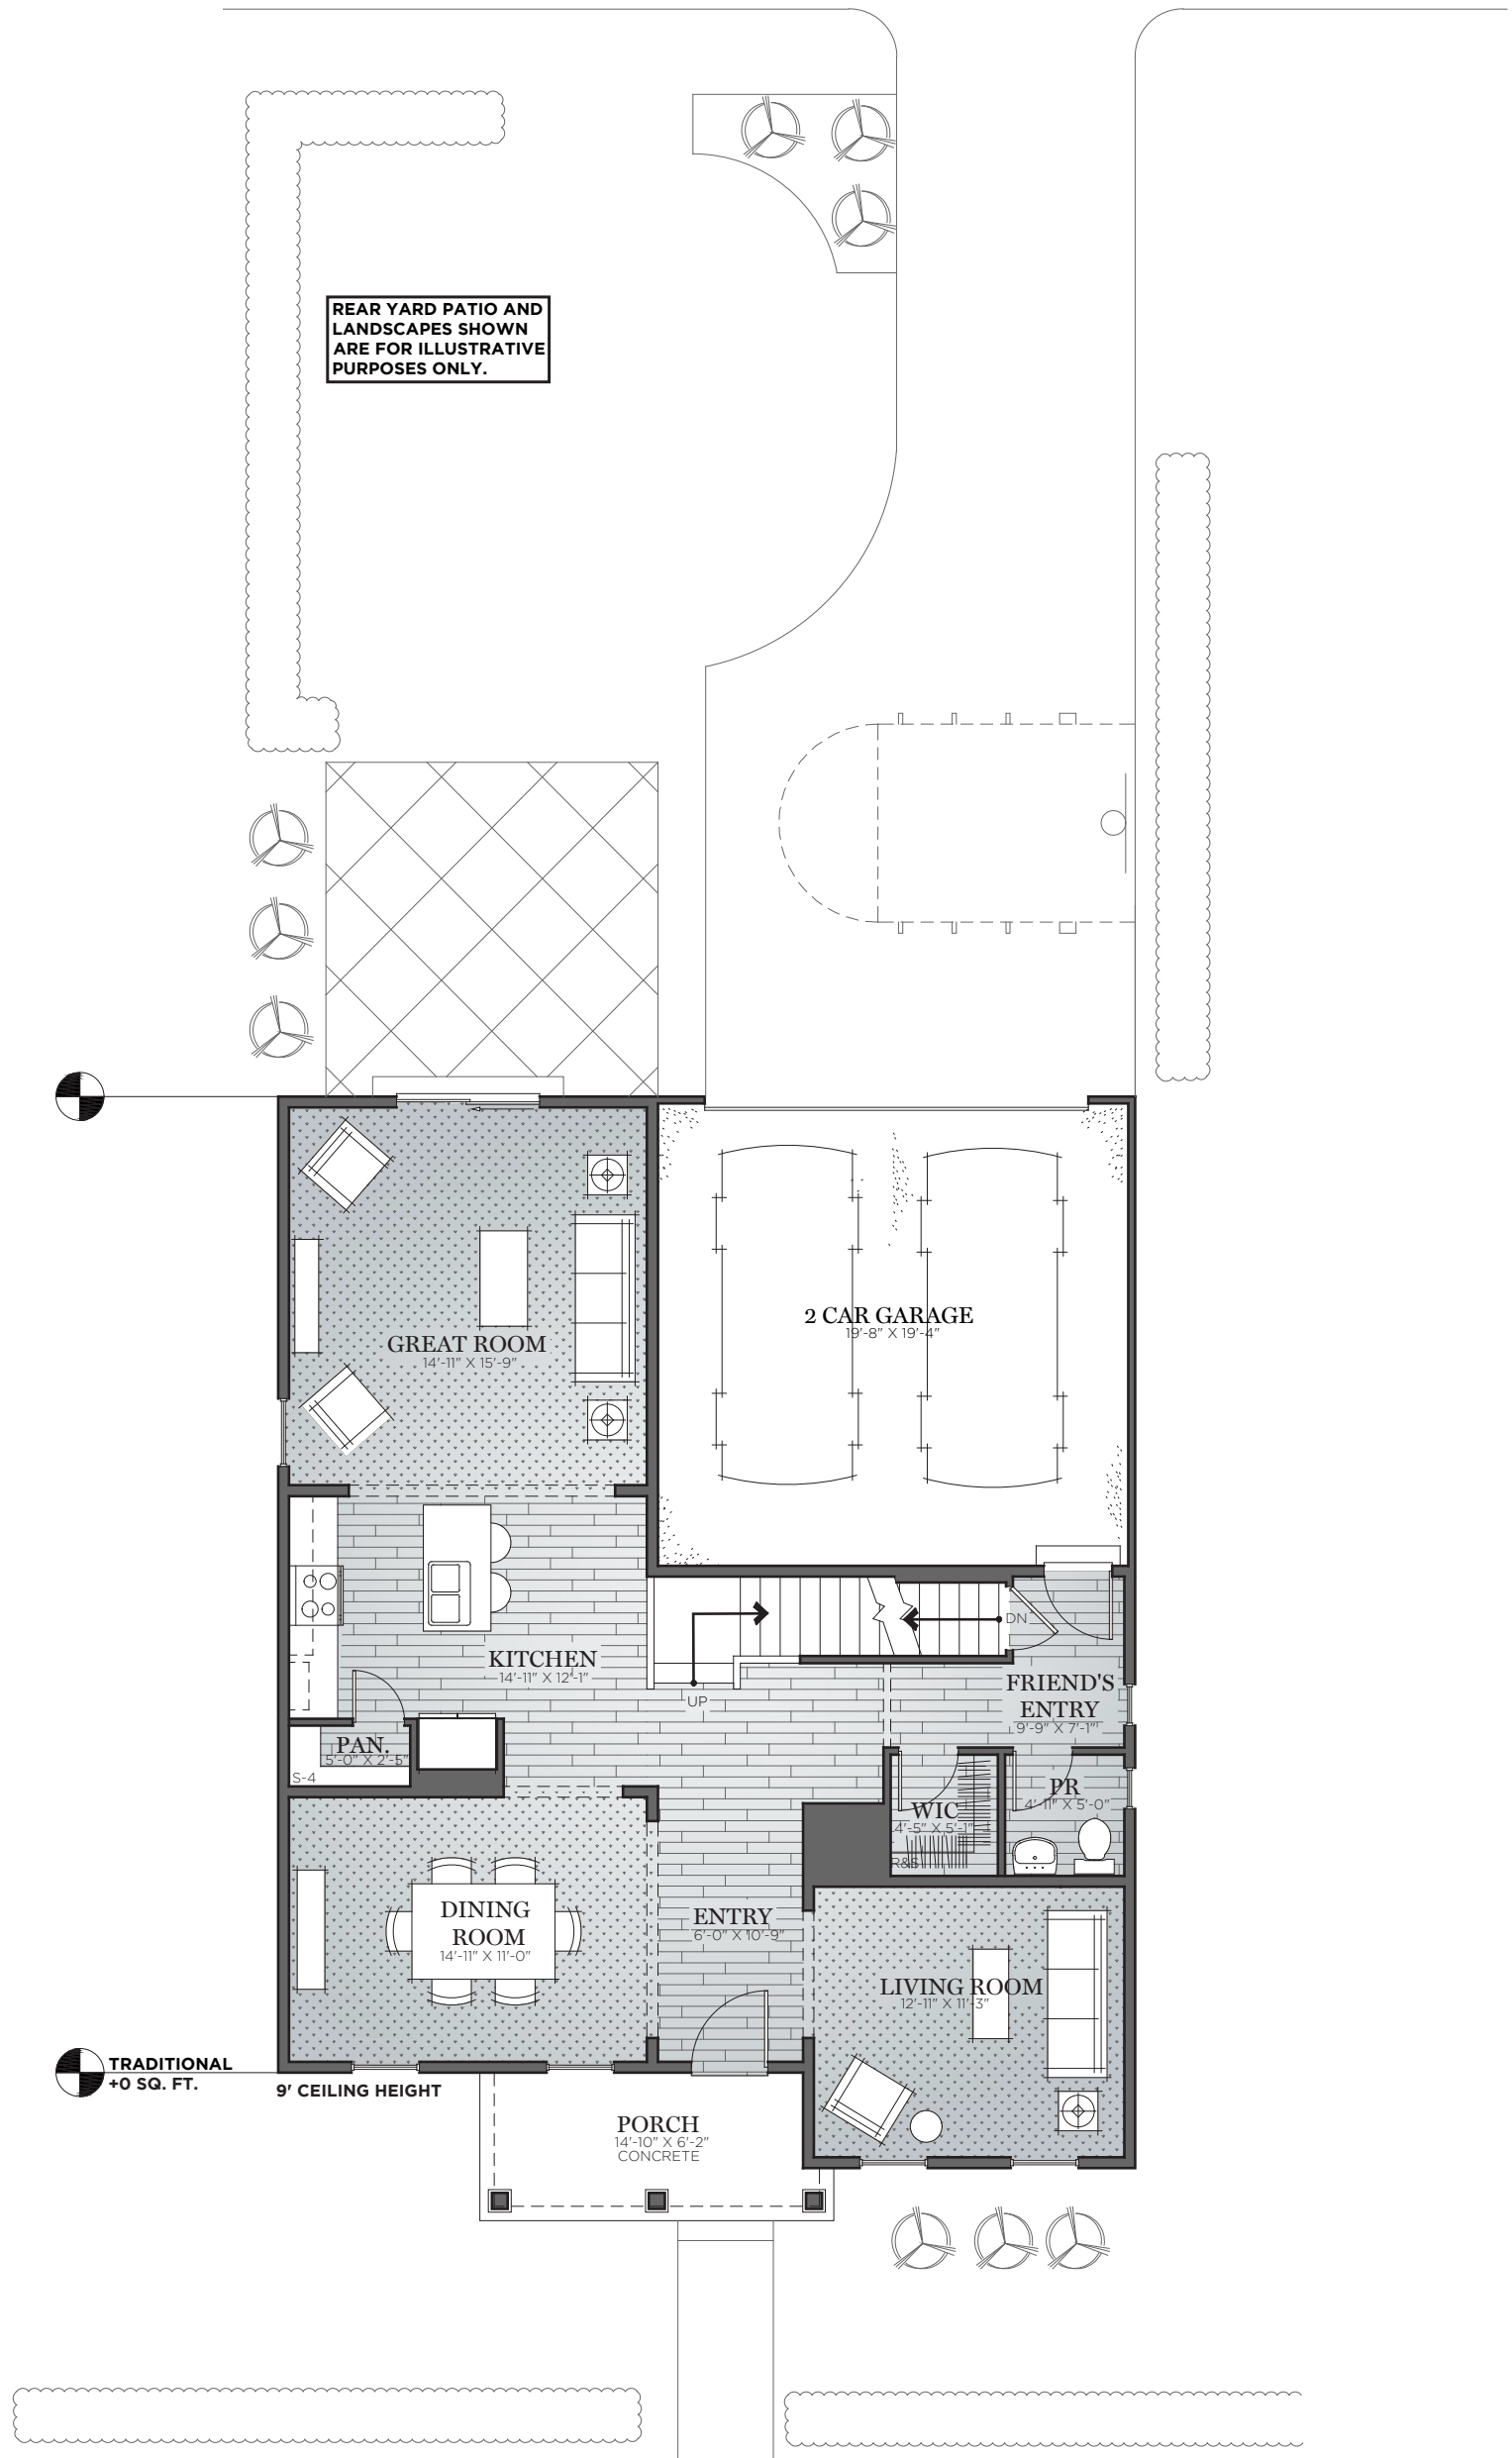 REAR YARD PATIO AND
LANDSCAPES SHOWN
ARE FOR ILLUSTRATIVE
PURPOSES ONLY.
2 CAR GARAGE
19'-8" X 19'-4"
GREAT ROOM
14'-11" X 15'-9"
DN
KITCHEN
14'-11" X 12'-1"
UP
FRIEND'S
ENTRY
9'-9" X 7'-1"
PAN.
5'-0" X 2'-5"
S-4
PR
4'-11" X 5'-0"
WIC
4'-5" X 5'-1"
R&S
DINING
ROOM
14'-11" X 11'-0"
ENTRY
6'-0" X 10'-9"
LIVING ROOM
12'-11" X 11'-3"
TRADITIONAL
+0 SQ. FT.
9' CEILING HEIGHT
PORCH
14'-10" X 6'-2"
CONCRETE